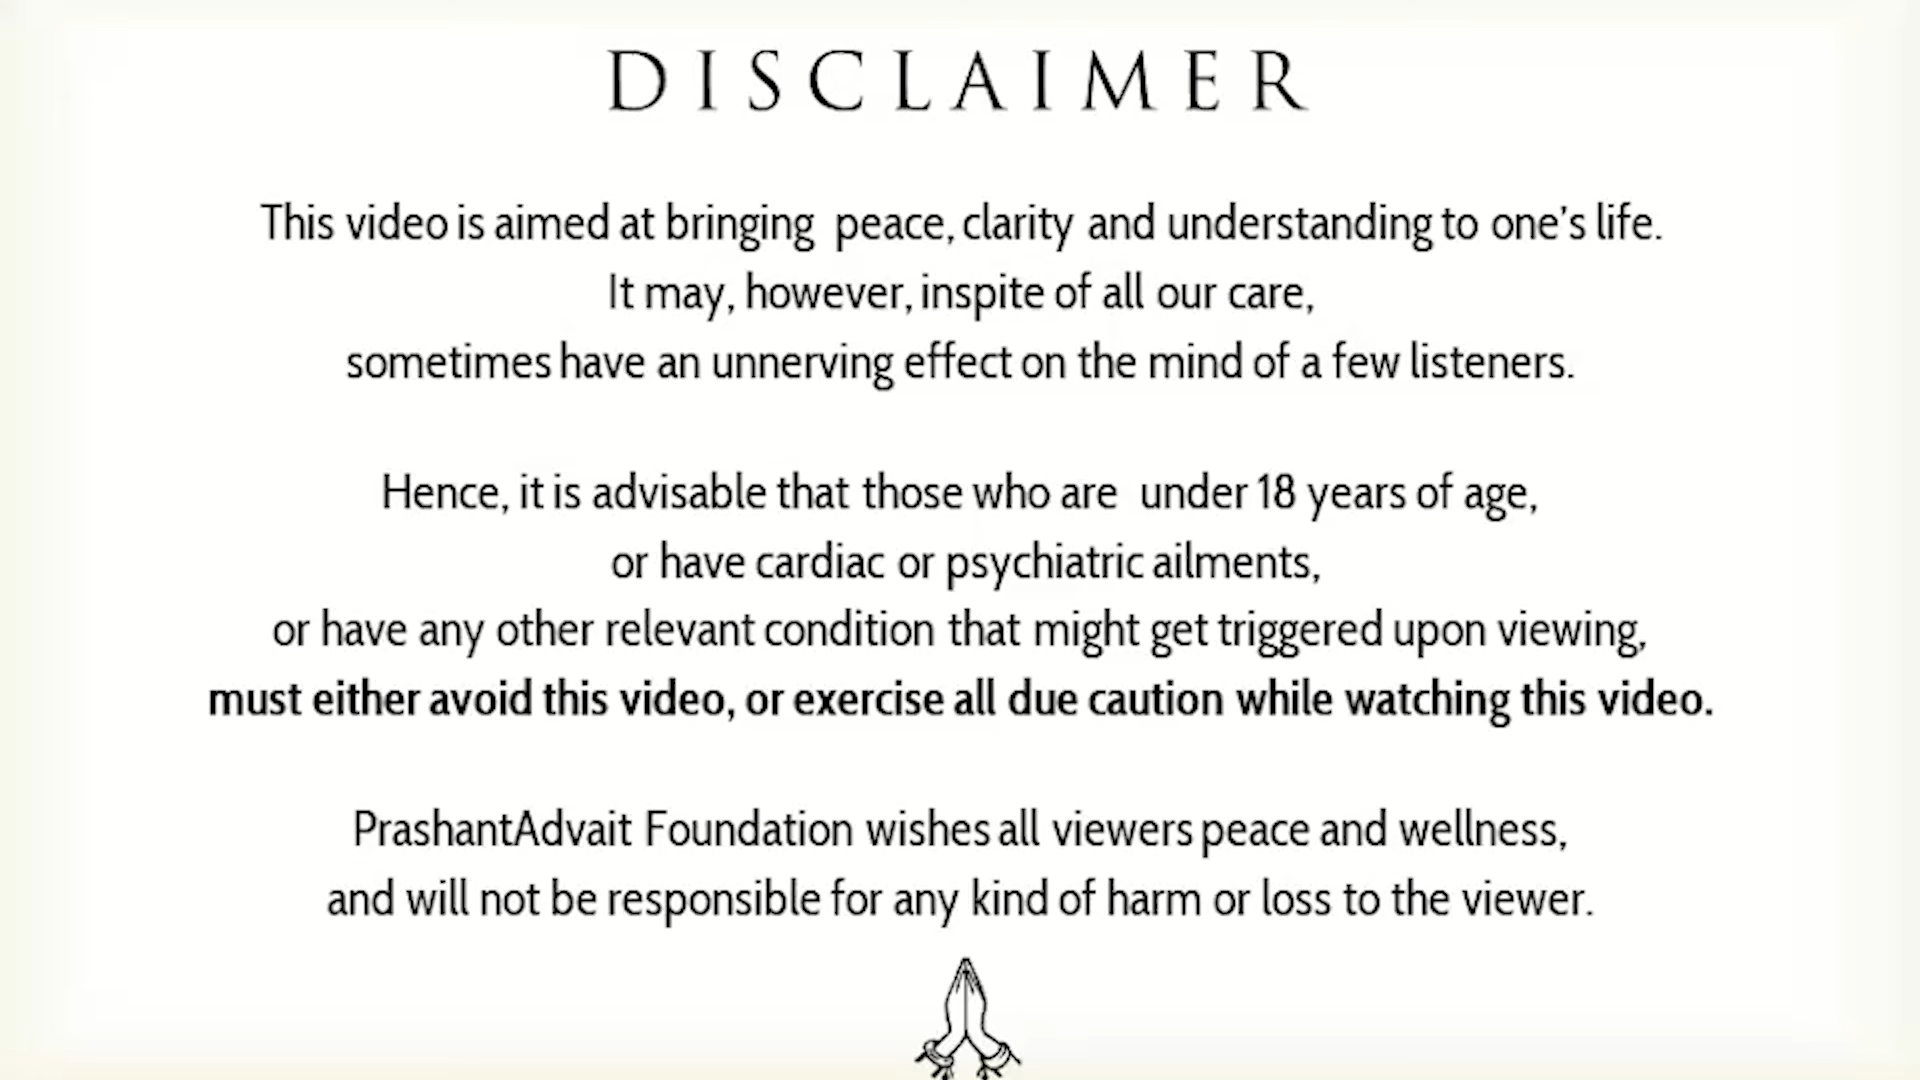 DISCLAIMER
This video is aimed at bringing peace, clarity and understanding to one's life.
It may, however, inspite of all our care,
sometimes have an unnerving effect on the mind of a few listeners.
Hence, it is advisable that those who are under 18 years of age,
or have cardiac or psychiatric ailments,
or have any other relevant condition that might get triggered upon viewing,
must either avoid this video, or exercise all due caution while watching this video.
PrashantAdvait Foundation wishes all viewers peace and wellness,
and will not be responsible for any kind of harm or loss to the viewer.